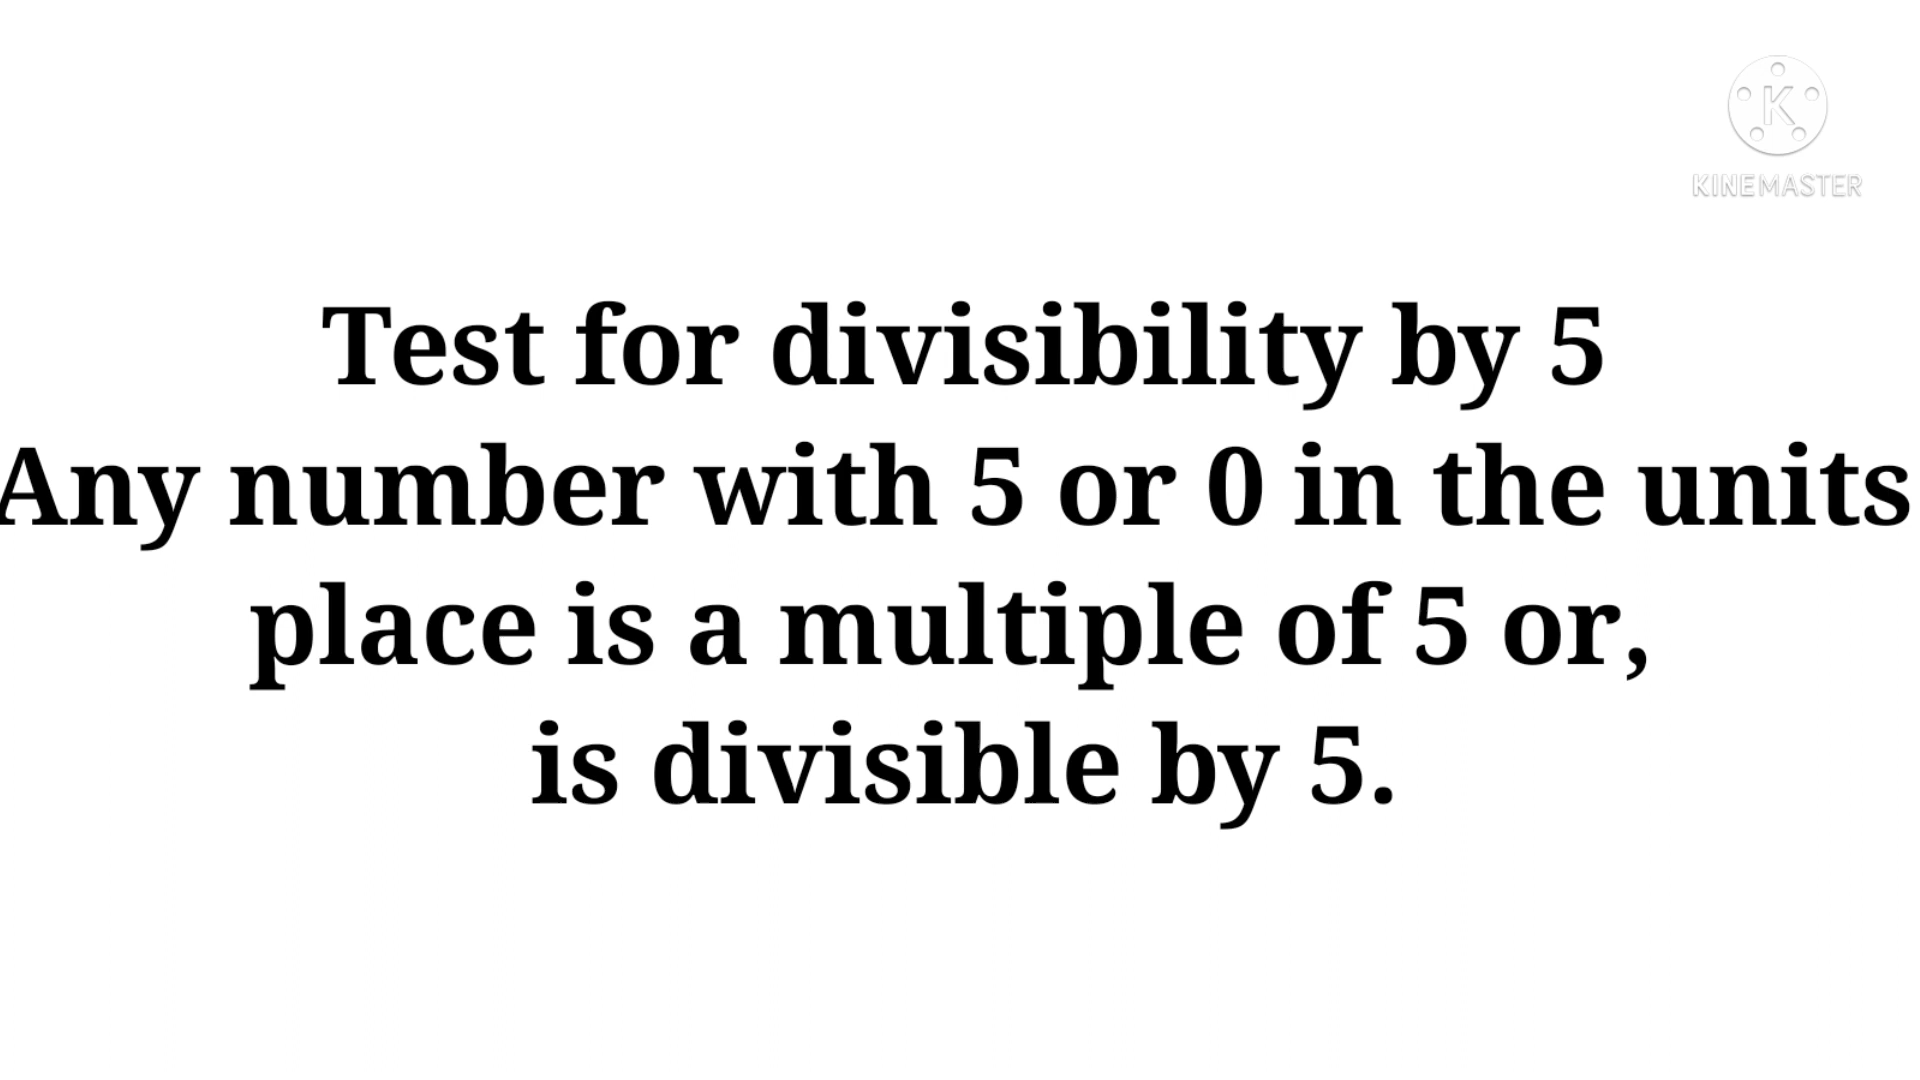 K
KINEMASTER
Test for divisibility by 5
Any number with 5 or 0 in the units
place is a multiple of 5 or,
is divisible by 5.